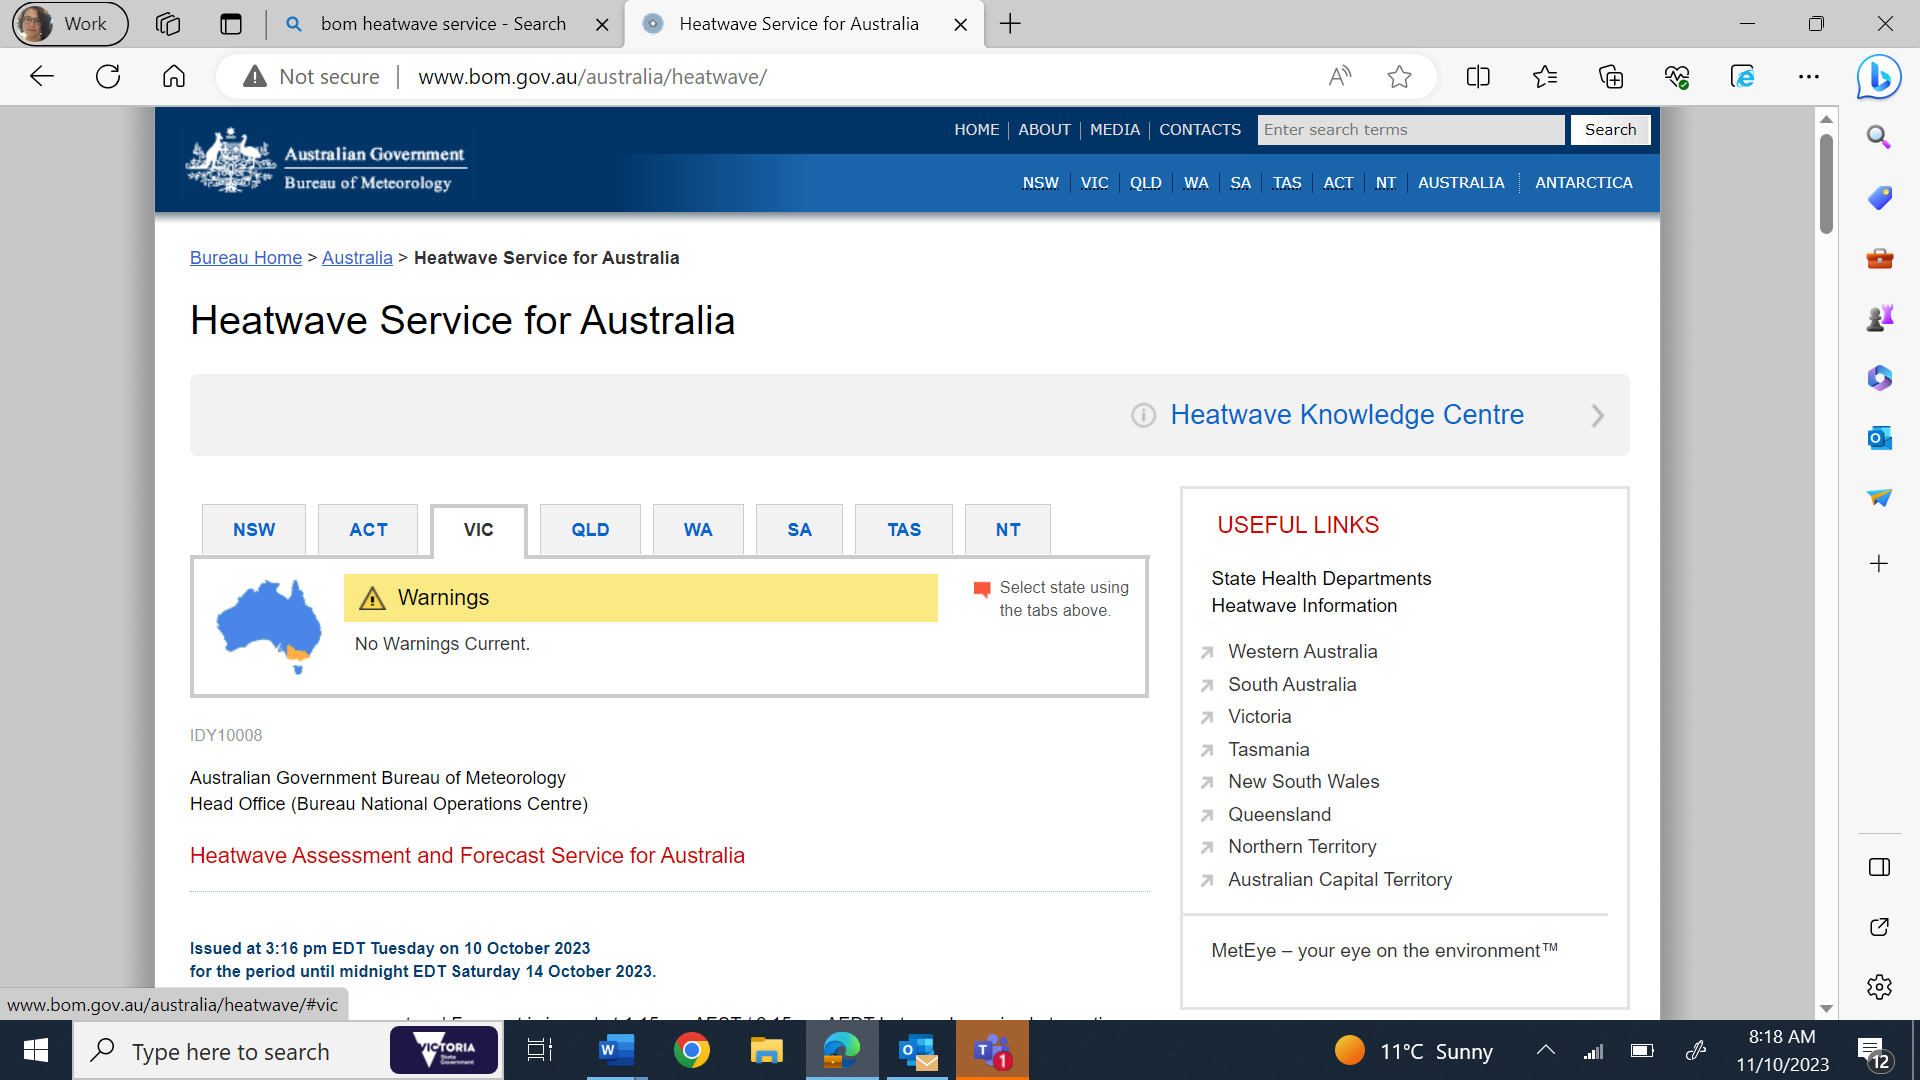 Work
bom heatwave service - Search
Heatwave Service for Australia
Not secure
www.bom.gov.au/australia/heatwave/
HOME ABOUT MEDIA CONTACTS
Enter search terms
Search
Australian Government
Bureau of Meteorology
NSW VIC QLD WA SA TAS ACT NT AUSTRALIA ANTARCTICA
Bureau Home > Australia > Heatwave Service for Australia
Heatwave Service for Australia
Heatwave Knowledge Centre
NSW ACT VIC QLD WA SA TAS NT
Warnings
No Warnings Current.
Select state using
the tabs above.
IDY10008
Australian Government Bureau of Meteorology
Head Office (Bureau National Operations Centre)
Heatwave Assessment and Forecast Service for Australia
Issued at 3:16 pm EDT Tuesday on 10 October 2023
for the period until midnight EDT Saturday 14 October 2023.
USEFUL LINKS
State Health Departments
Heatwave Information
Western Australia
South Australia
Victoria
Tasmania
New South Wales
Queensland
Northern Territory
Australian Capital Territory
MetEye – your eye on the environment™
www.bom.gov.au/australia/heatwave/#vic
Type here to search
VICTORIA
State
Government
1
11°C Sunny
8:18 AM
11/10/2023
12